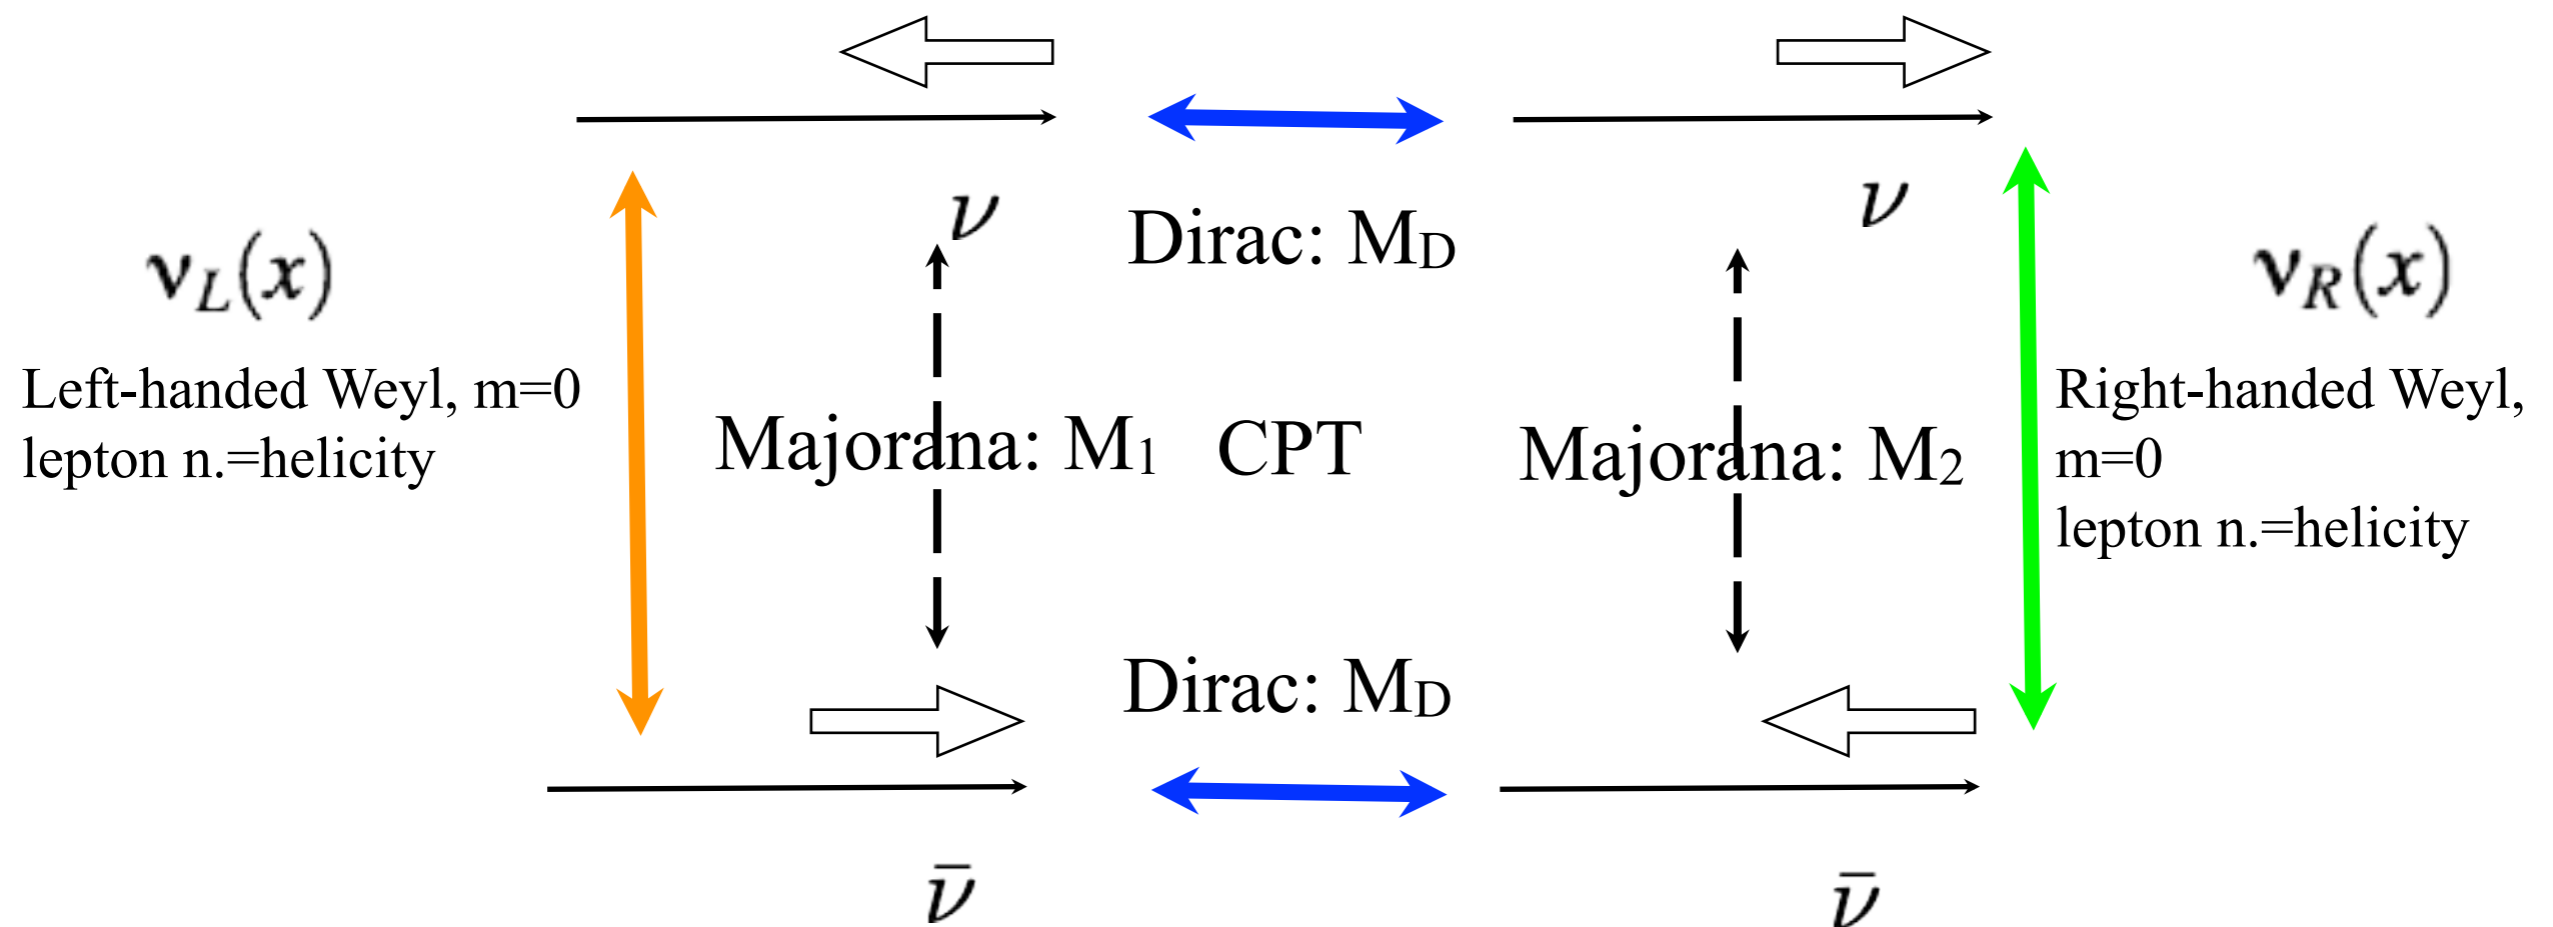 ν
ν
Dirac: M_D
ν_L(x)
ν_R(x)
Left-handed Weyl, m=0
lepton n.=helicity
Majorana: M₁
CPT
Majorana: M₂
Right-handed Weyl,
m=0
lepton n.=helicity
Dirac: M_D
ν̄
ν̄